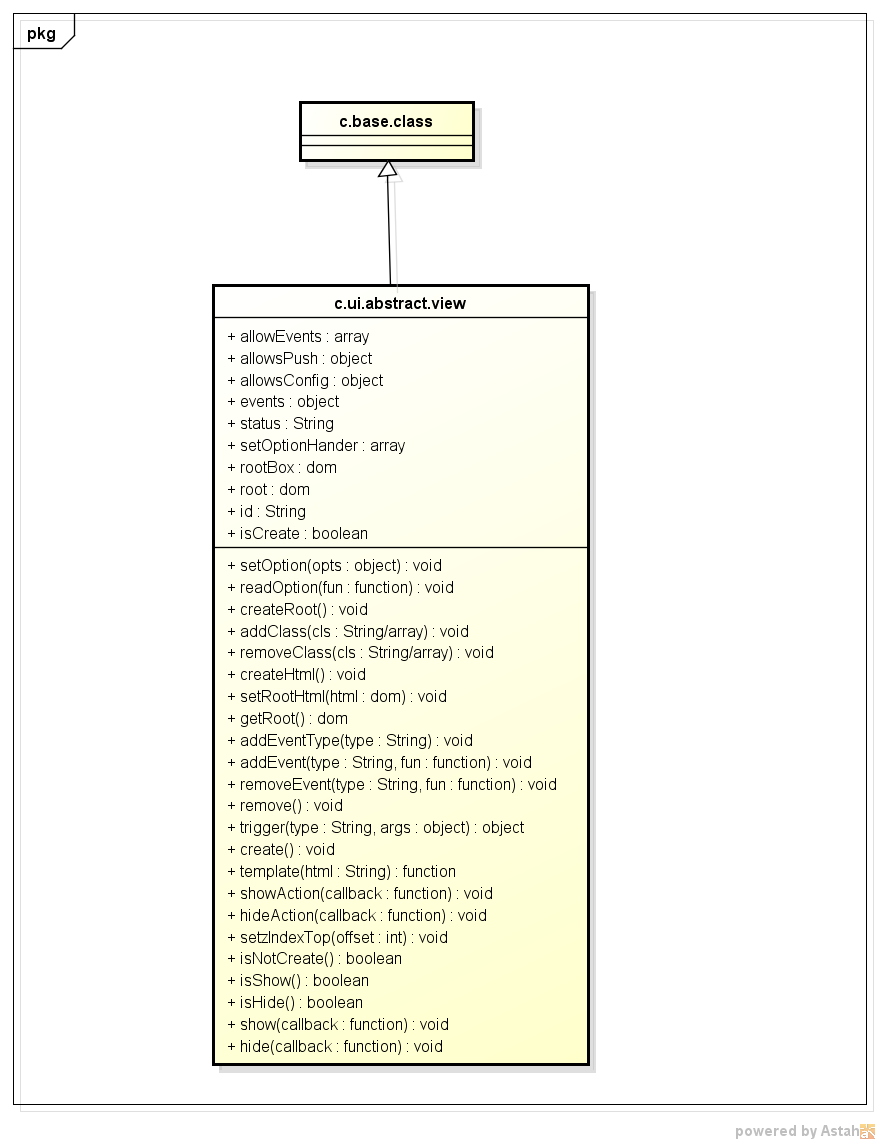 pkg
c.base.class
c.ui.abstract.view
+ allowEvents : array
+ allowsPush : object
+ allowsConfig : object
+ events : object
+ status : String
+ setOptionHander : array
+ rootBox : dom
+ root : dom
+ id : String
+ isCreate : boolean
+ setOption(opts : object) : void
+ readOption(fun : function) : void
+ createRoot() : void
+ addClass(cls : String/array) : void
+ removeClass(cls : String/array) : void
+ createHtml() : void
+ setRootHtml(html : dom) : void
+ getRoot() : dom
+ addEventType(type : String) : void
+ addEvent(type : String, fun : function) : void
+ removeEvent(type : String, fun : function) : void
+ remove() : void
+ trigger(type : String, args : object) : object
+ create() : void
+ template(html : String) : function
+ showAction(callback : function) : void
+ hideAction(callback : function) : void
+ setzIndexTop(offset : int) : void
+ isNotCreate() : boolean
+ isShow() : boolean
+ isHide() : boolean
+ show(callback : function) : void
+ hide(callback : function) : void
powered by Astah